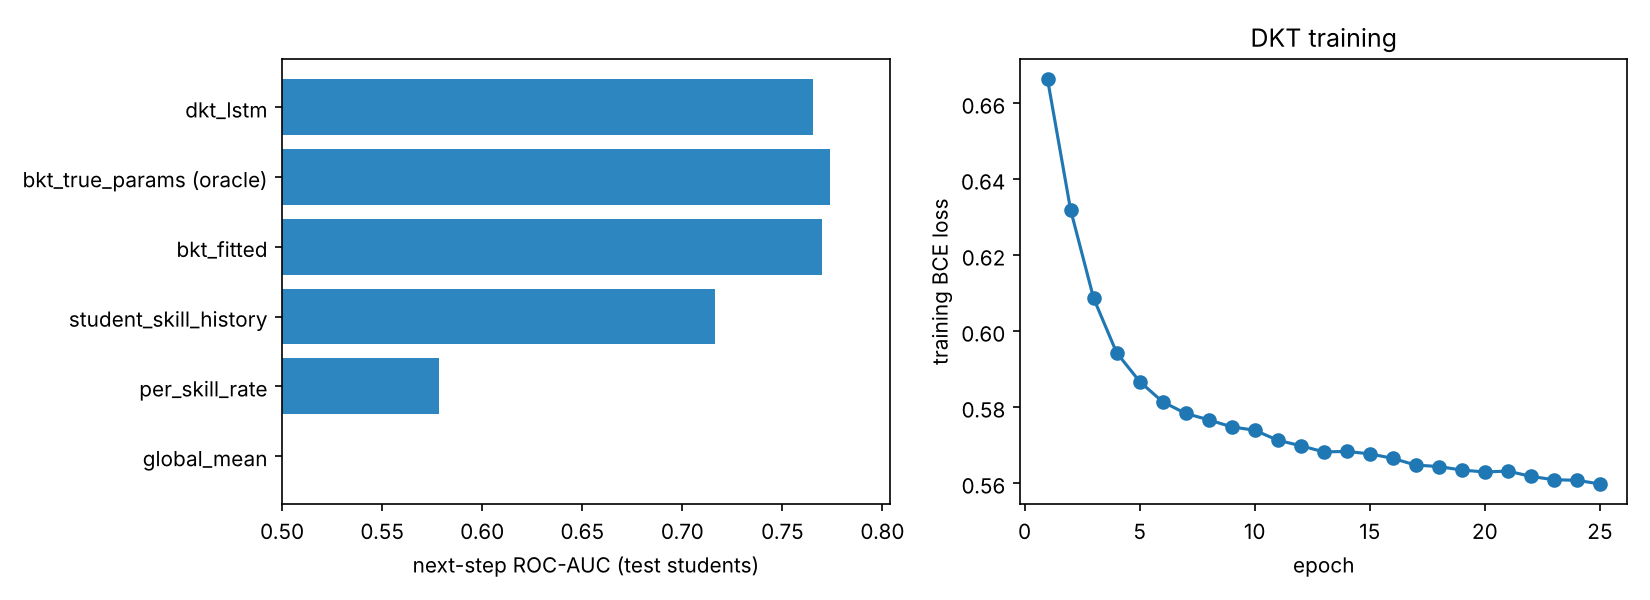 dkt_lstm
bkt_true_params (oracle)
bkt_fitted
student_skill_history
per_skill_rate
global_mean
0.50 0.55 0.60 0.65 0.70 0.75 0.80
next-step ROC-AUC (test students)
DKT training
training BCE loss
0.66
0.64
0.62
0.60
0.58
0.56
0 5 10 15 20 25
epoch